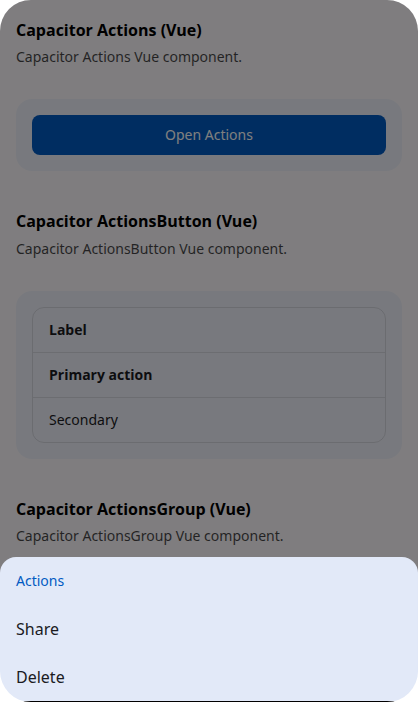 Capacitor Actions (Vue)
Capacitor Actions Vue component.
Open Actions
Capacitor ActionsButton (Vue)
Capacitor ActionsButton Vue component.
Label
Primary action
Secondary
Capacitor ActionsGroup (Vue)
Capacitor ActionsGroup Vue component.
Actions
Share
Delete